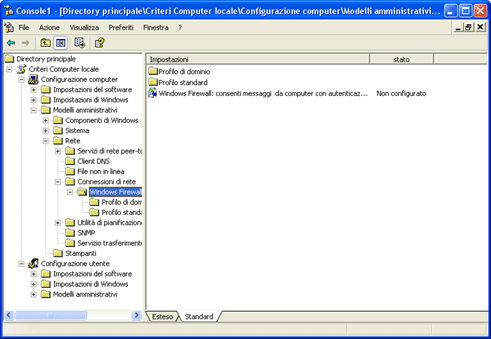 Console1 - [Directory principale\Criteri Computer locale\Configurazione computer\Modelli amministrativi\...
File Azione Visualizza Preferiti Finestra ?
Directory principale
Criteri Computer locale
Configurazione computer
Impostazioni del software
Impostazioni di Windows
Modelli amministrativi
Componenti di Windows
Sistema
Rete
Servizi di rete peer-to
Client DNS
File non in linea
Connessioni di rete
Windows Firewall
Profilo di dom
Profilo standa
Utilità di pianificazione
SNMP
Servizio trasferimento
Stampanti
Configurazione utente
Impostazioni del software
Impostazioni di Windows
Modelli amministrativi
Impostazioni stato
Profilo di dominio
Profilo standard
Windows Firewall: consenti messaggi da computer con autenticaz... Non configurato
Esteso Standard